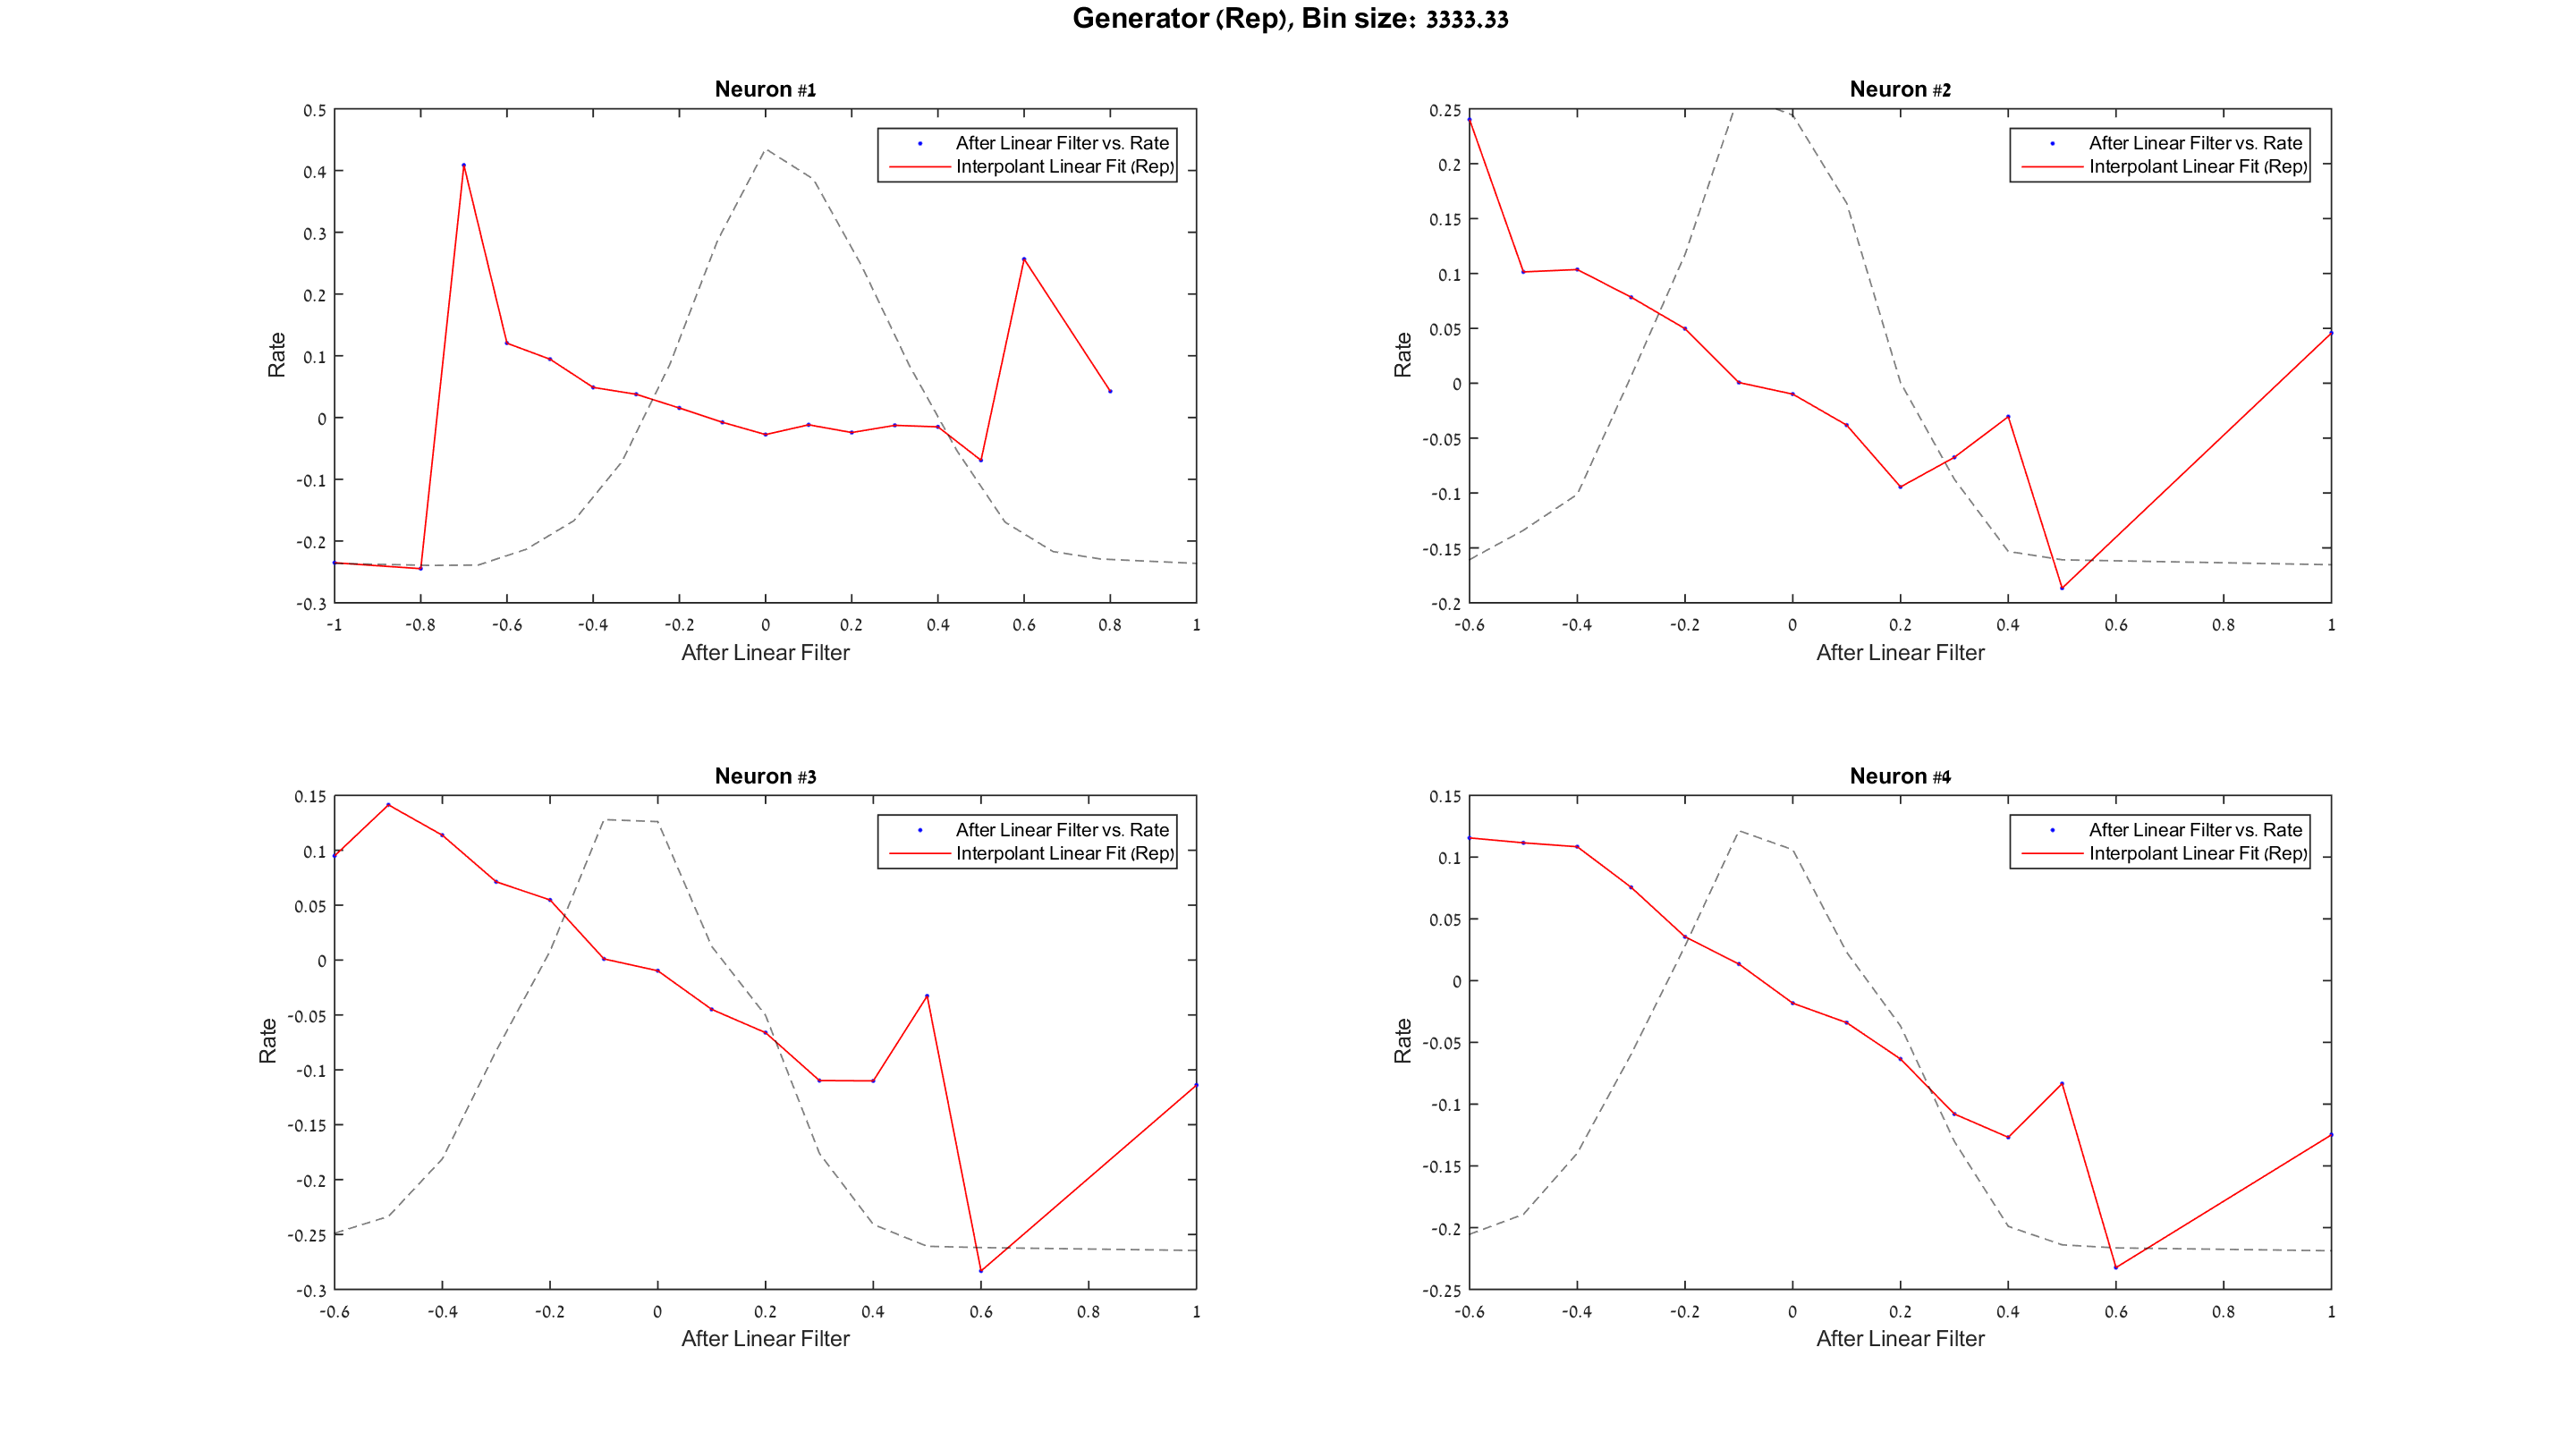 Generator (Rep), Bin size: 3333.33
Neuron #1
0.5
0.4
0.3
0.2
0.1
0
-0.1
-0.2
-0.3
Rate
After Linear Filter vs. Rate
Interpolant Linear Fit (Rep)
-1 -0.8 -0.6 -0.4 -0.2 0 0.2 0.4 0.6 0.8 1
After Linear Filter
Neuron #2
0.25
0.2
0.15
0.1
0.05
0
-0.05
-0.1
-0.15
-0.2
Rate
After Linear Filter vs. Rate
Interpolant Linear Fit (Rep)
-0.6 -0.4 -0.2 0 0.2 0.4 0.6 0.8 1
After Linear Filter
Neuron #3
0.15
0.1
0.05
0
-0.05
-0.1
-0.15
-0.2
-0.25
-0.3
Rate
After Linear Filter vs. Rate
Interpolant Linear Fit (Rep)
-0.6 -0.4 -0.2 0 0.2 0.4 0.6 0.8 1
After Linear Filter
Neuron #4
0.15
0.1
0.05
0
-0.05
-0.1
-0.15
-0.2
-0.25
Rate
After Linear Filter vs. Rate
Interpolant Linear Fit (Rep)
-0.6 -0.4 -0.2 0 0.2 0.4 0.6 0.8 1
After Linear Filter